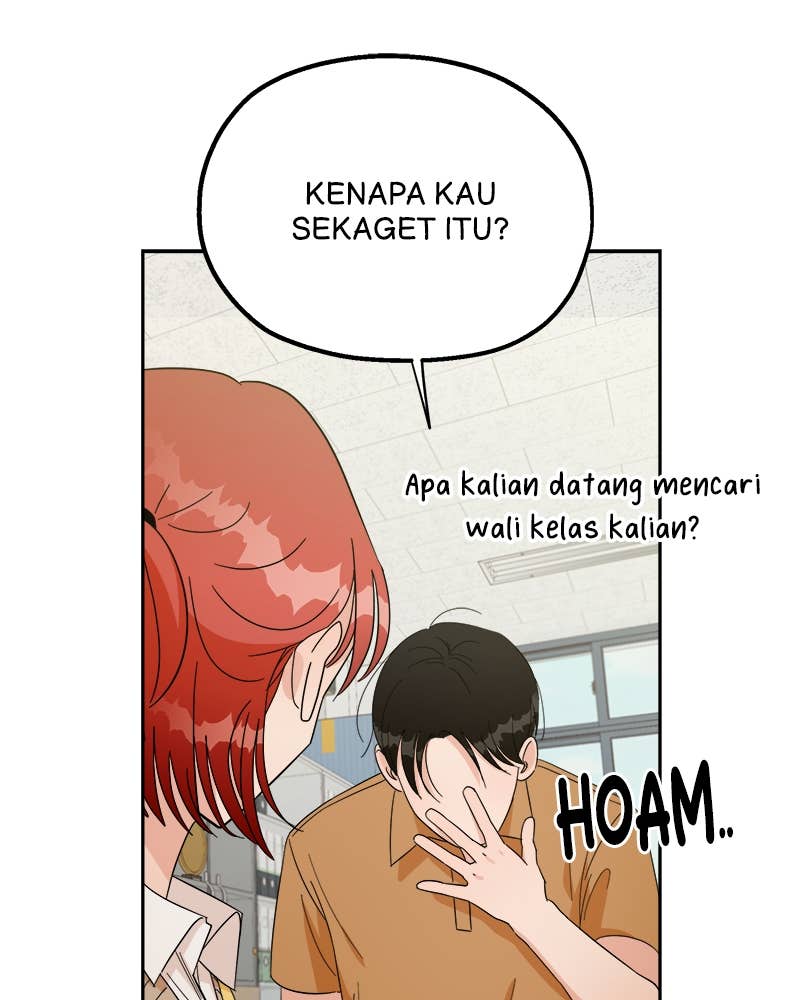 KENAPA KAU
SEKAGET ITU?
Apa kalian datang mencari
wali kelas kalian?
HOAM..